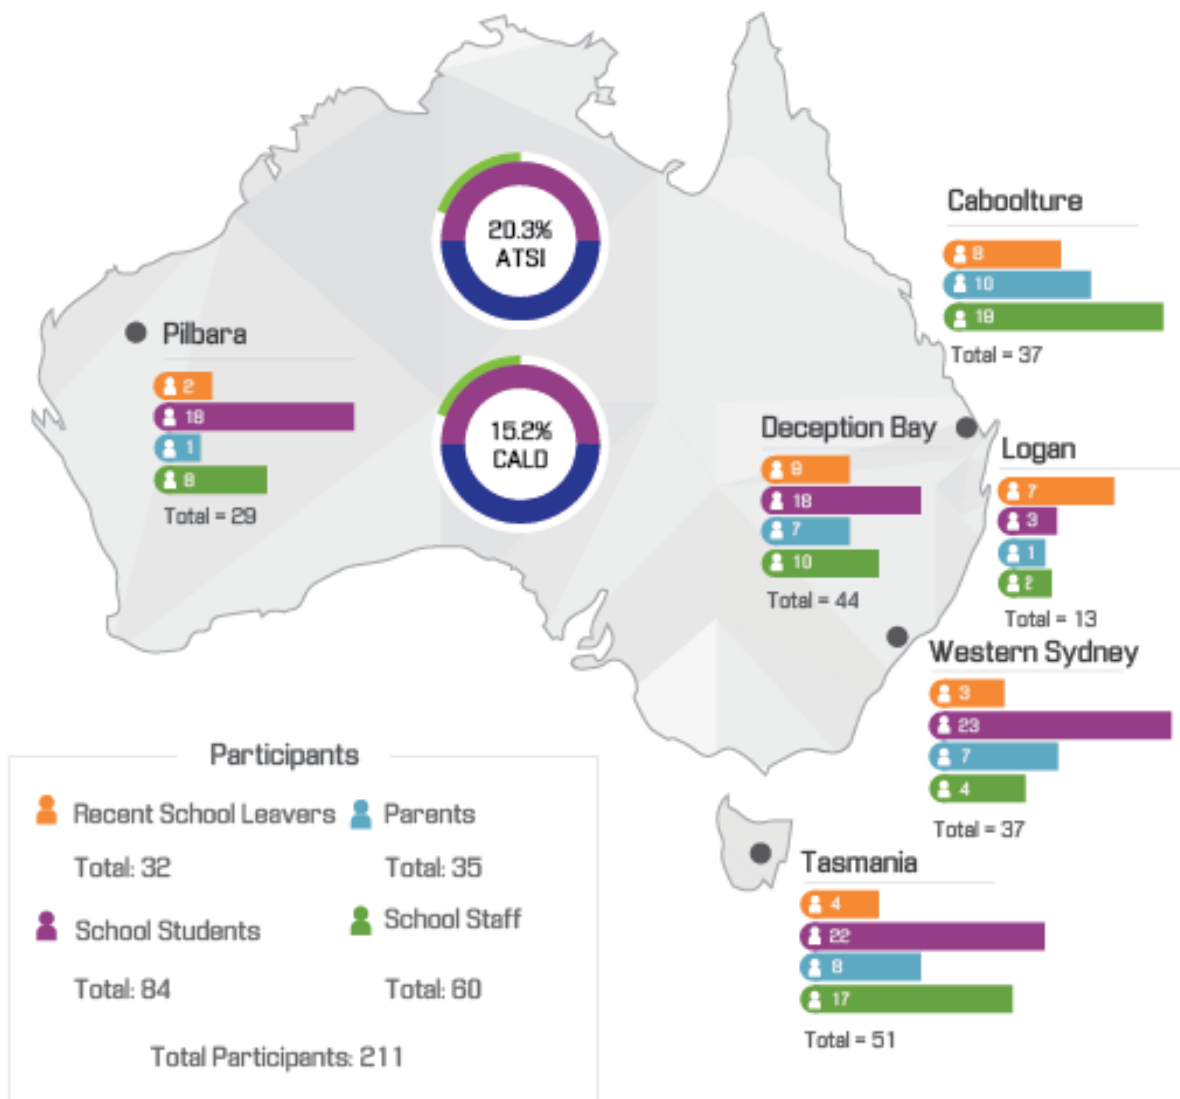 Caboolture
8
10
19
Total = 37
20.3%
ATSI
Pilbara
2
18
1
8
Total = 29
15.2%
CALD
Deception Bay
9
18
7
10
Total = 44
Logan
7
3
1
2
Total = 13
Western Sydney
3
23
7
4
Total = 37
Tasmania
4
22
8
17
Total = 51
Participants
Recent School Leavers
Total: 32
Parents
Total: 35
School Students
Total: 84
School Staff
Total: 60
Total Participants: 211